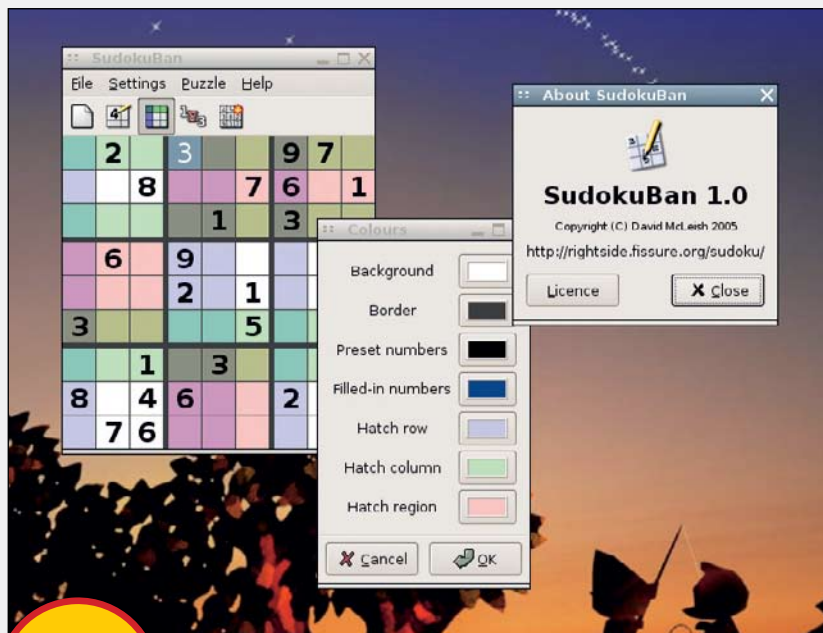 SudokuBan
File Settings Puzzle Help
2 3 9 7
8 7 6 1
1 3
6 9
2 1
3 5
1 3
8 4 6 2
7 6
Colours
Background
Border
Preset numbers
Filled-in numbers
Hatch row
Hatch column
Hatch region
Cancel OK
About SudokuBan
SudokuBan 1.0
Copyright (C) David McLeish 2005
http://rightside.fissure.org/sudoku/
Licence Close